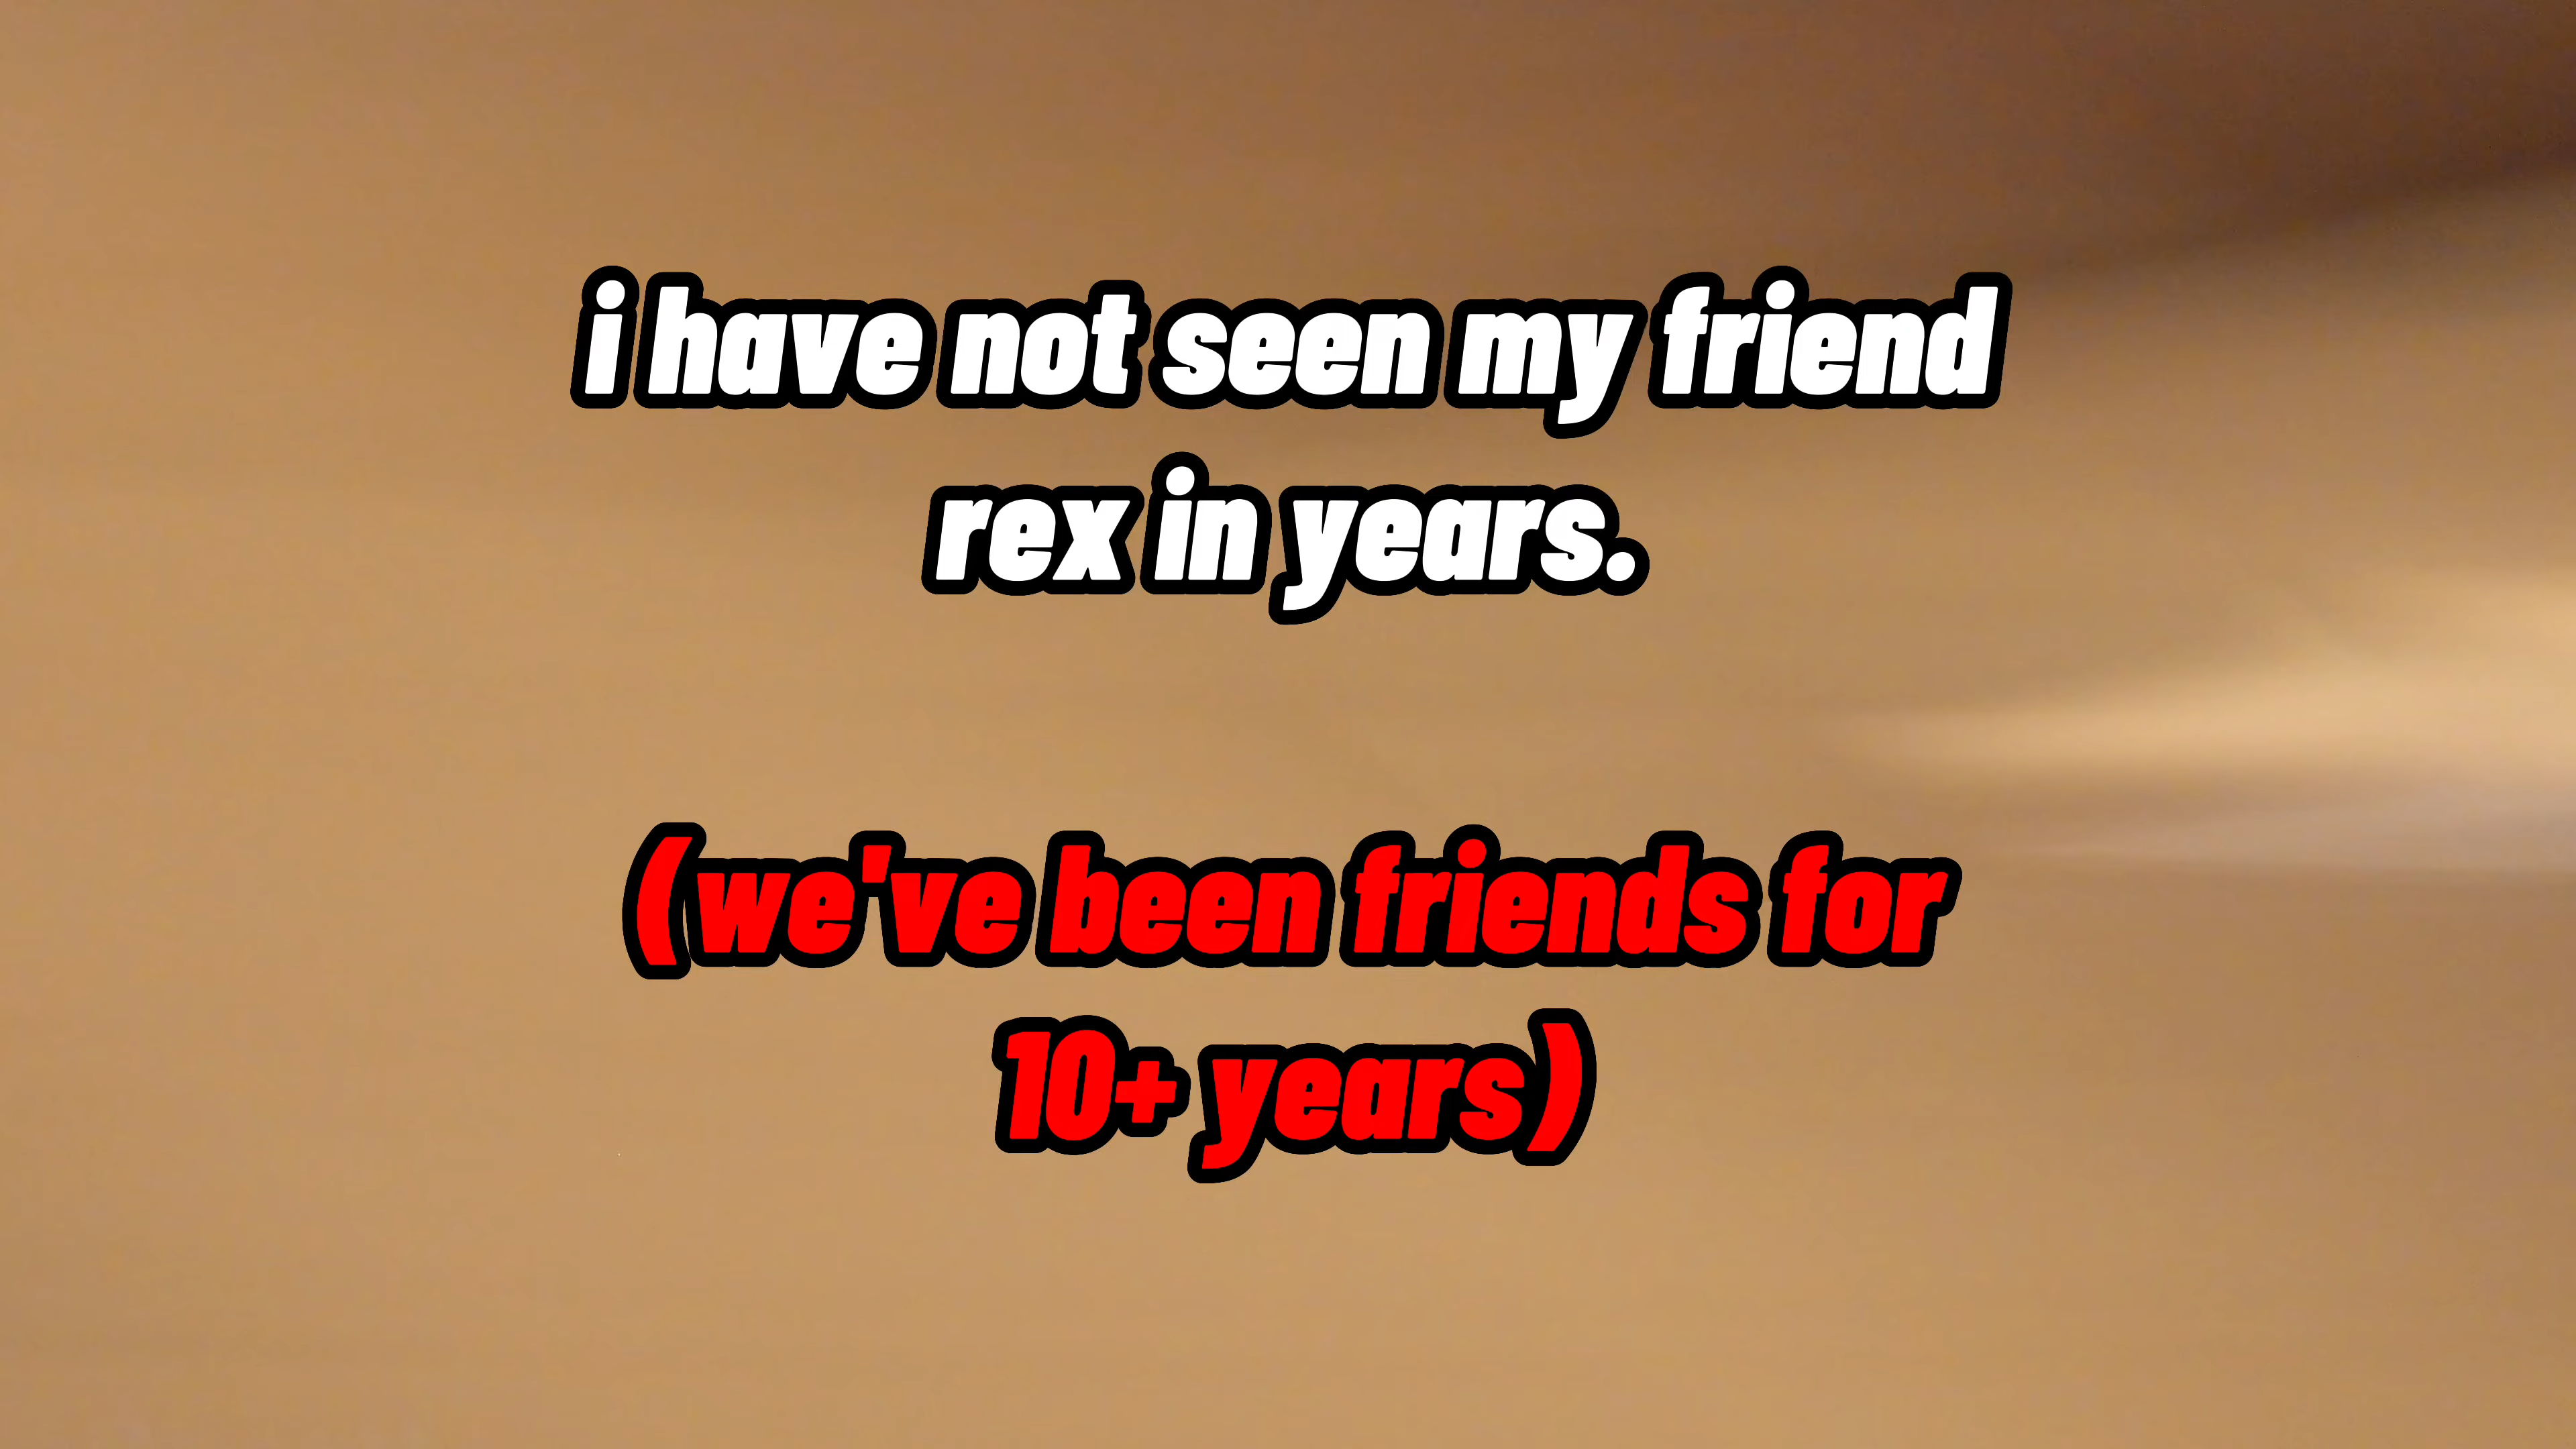 i have not seen my friend
rex in years.
(we've been friends for
10+ years)